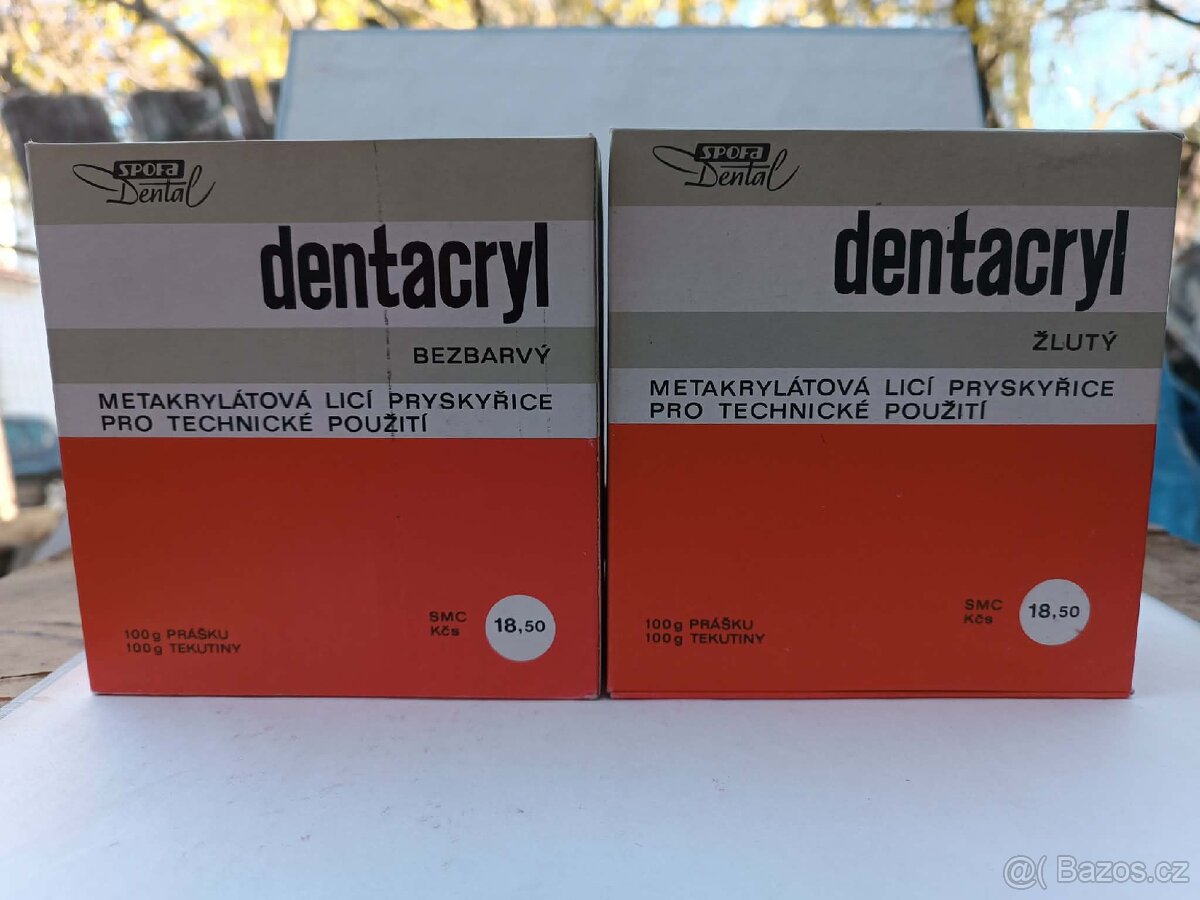 SPOFA
Dental
dentacryl
BEZBARVÝ
METAKRYLÁTOVÁ LICÍ PRYSKYŘICE
PRO TECHNICKÉ POUŽITÍ
100g PRÁŠKU
100g TEKUTINY
SMC
Kčs
18,50
SPOFA
Dental
dentacryl
ŽLUTÝ
METAKRYLÁTOVÁ LICÍ PRYSKYŘICE
PRO TECHNICKÉ POUŽITÍ
100g PRÁŠKU
100g TEKUTINY
SMC
Kčs
18,50
@( Bazos.cz